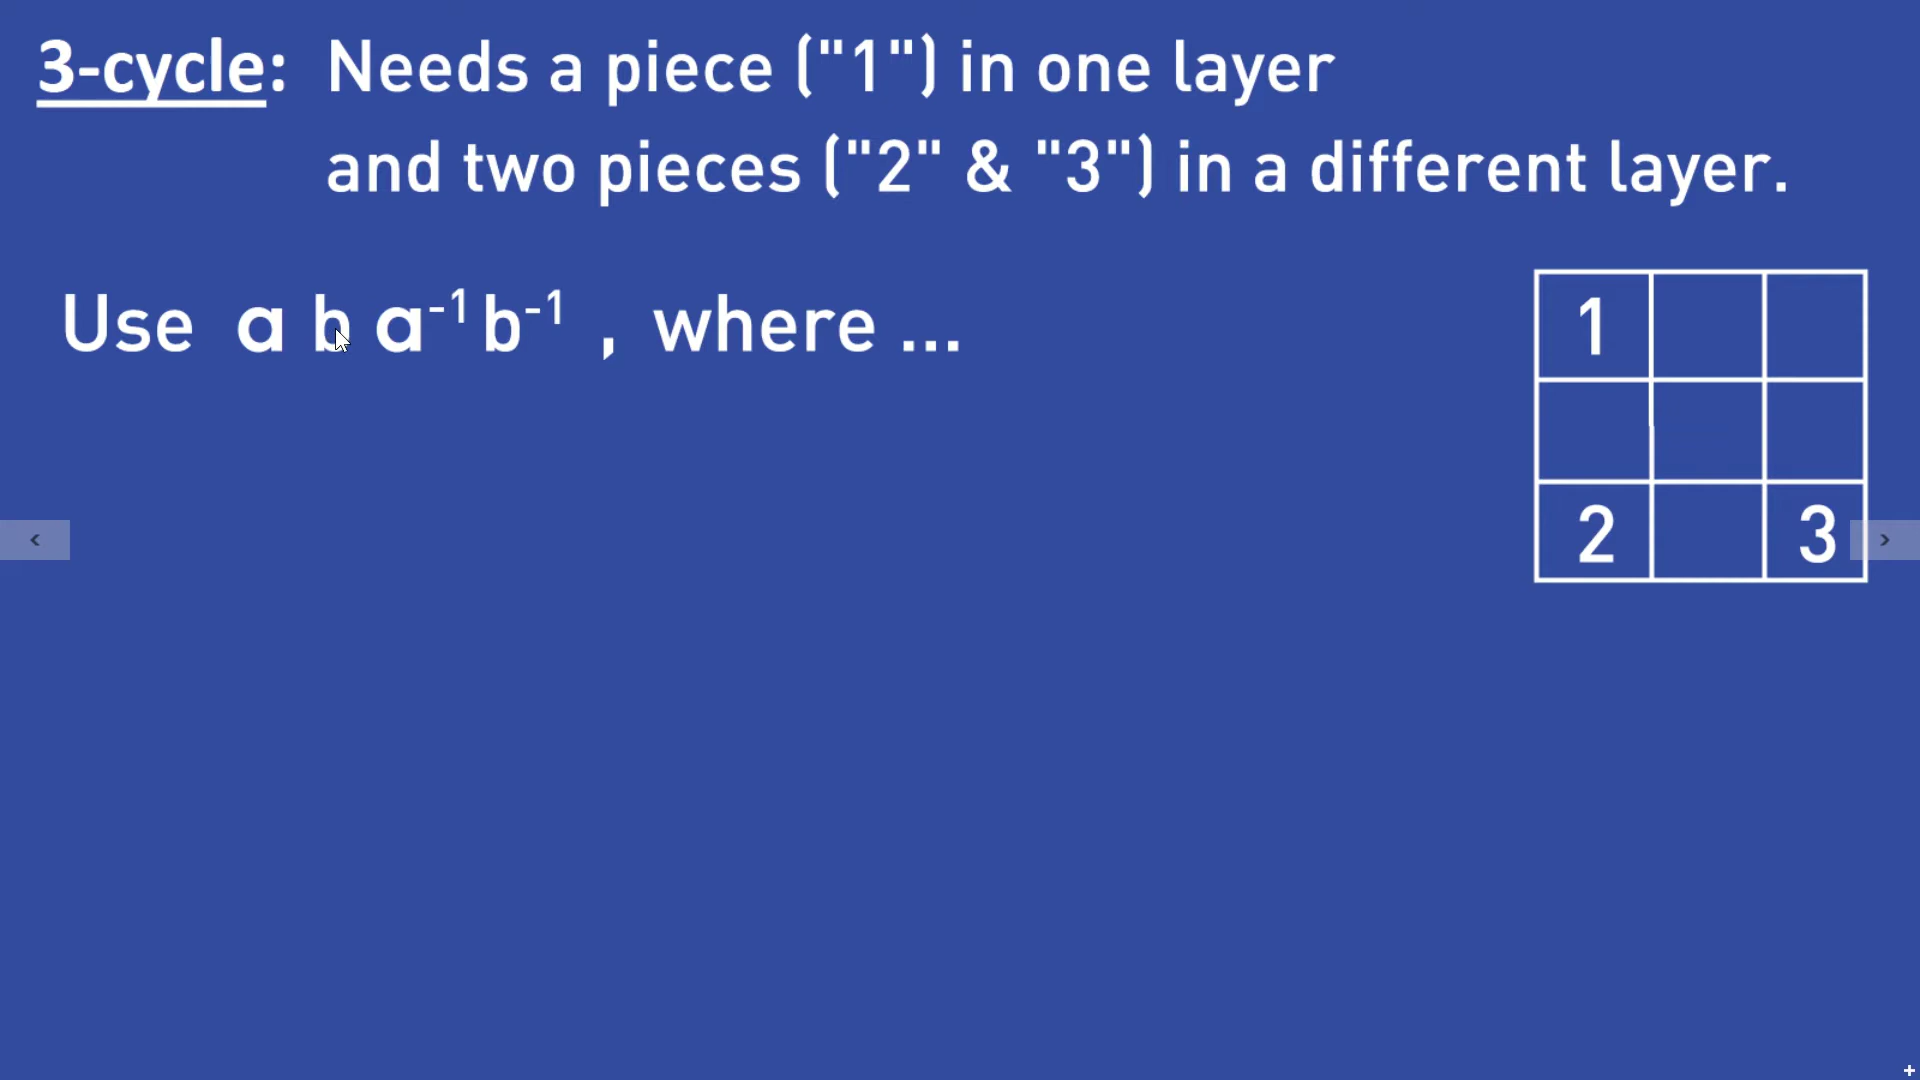 3-cycle: Needs a piece ("1") in one layer
and two pieces ("2" & "3") in a different layer.
Use a b a⁻¹ b⁻¹ , where ...
1
2 3